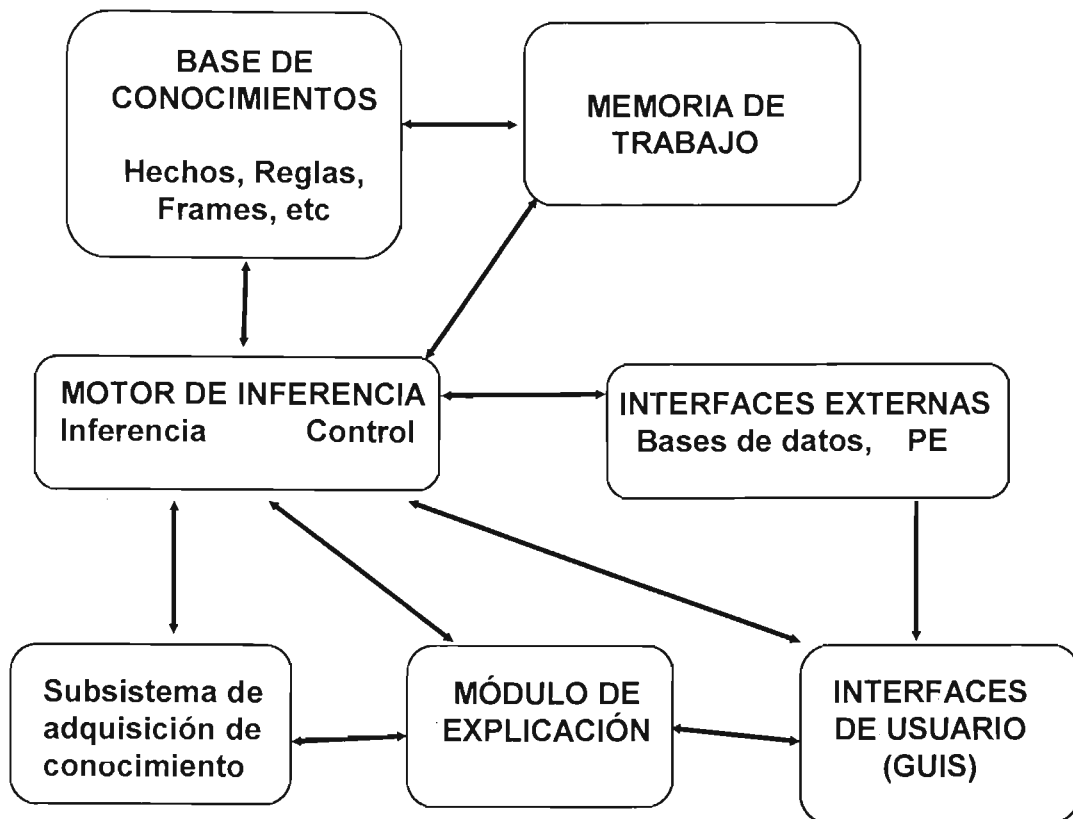 BASE DE
CONOCIMIENTOS
Hechos, Reglas,
Frames, etc
MEMORIA DE
TRABAJO
MOTOR DE INFERENCIA
Inferencia Control
INTERFACES EXTERNAS
Bases de datos, PE
Subsistema de
adquisición de
conocimiento
MÓDULO DE
EXPLICACIÓN
INTERFACES
DE USUARIO
(GUIS)